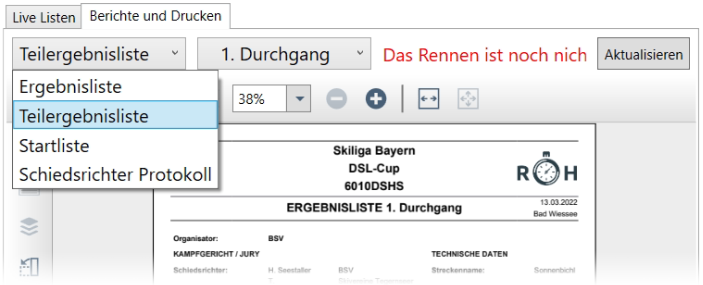 Live Listen
Berichte und Drucken
Teilergebnisliste
1. Durchgang
Das Rennen ist noch nich
Aktualisieren
Ergebnisliste
Teilergebnisliste
Startliste
Schiedsrichter Protokoll
38%
Skiliga Bayern
DSL-Cup
6010DSHS
R H
ERGEBNISLISTE 1. Durchgang
13.03.2022
Bad Wiessee
Organisator: BSV
KAMPFGERICHT / JURY
TECHNISCHE DATEN
Schiedsrichter: H. Seestaller BSV
Streckenname: Sonnenbichl